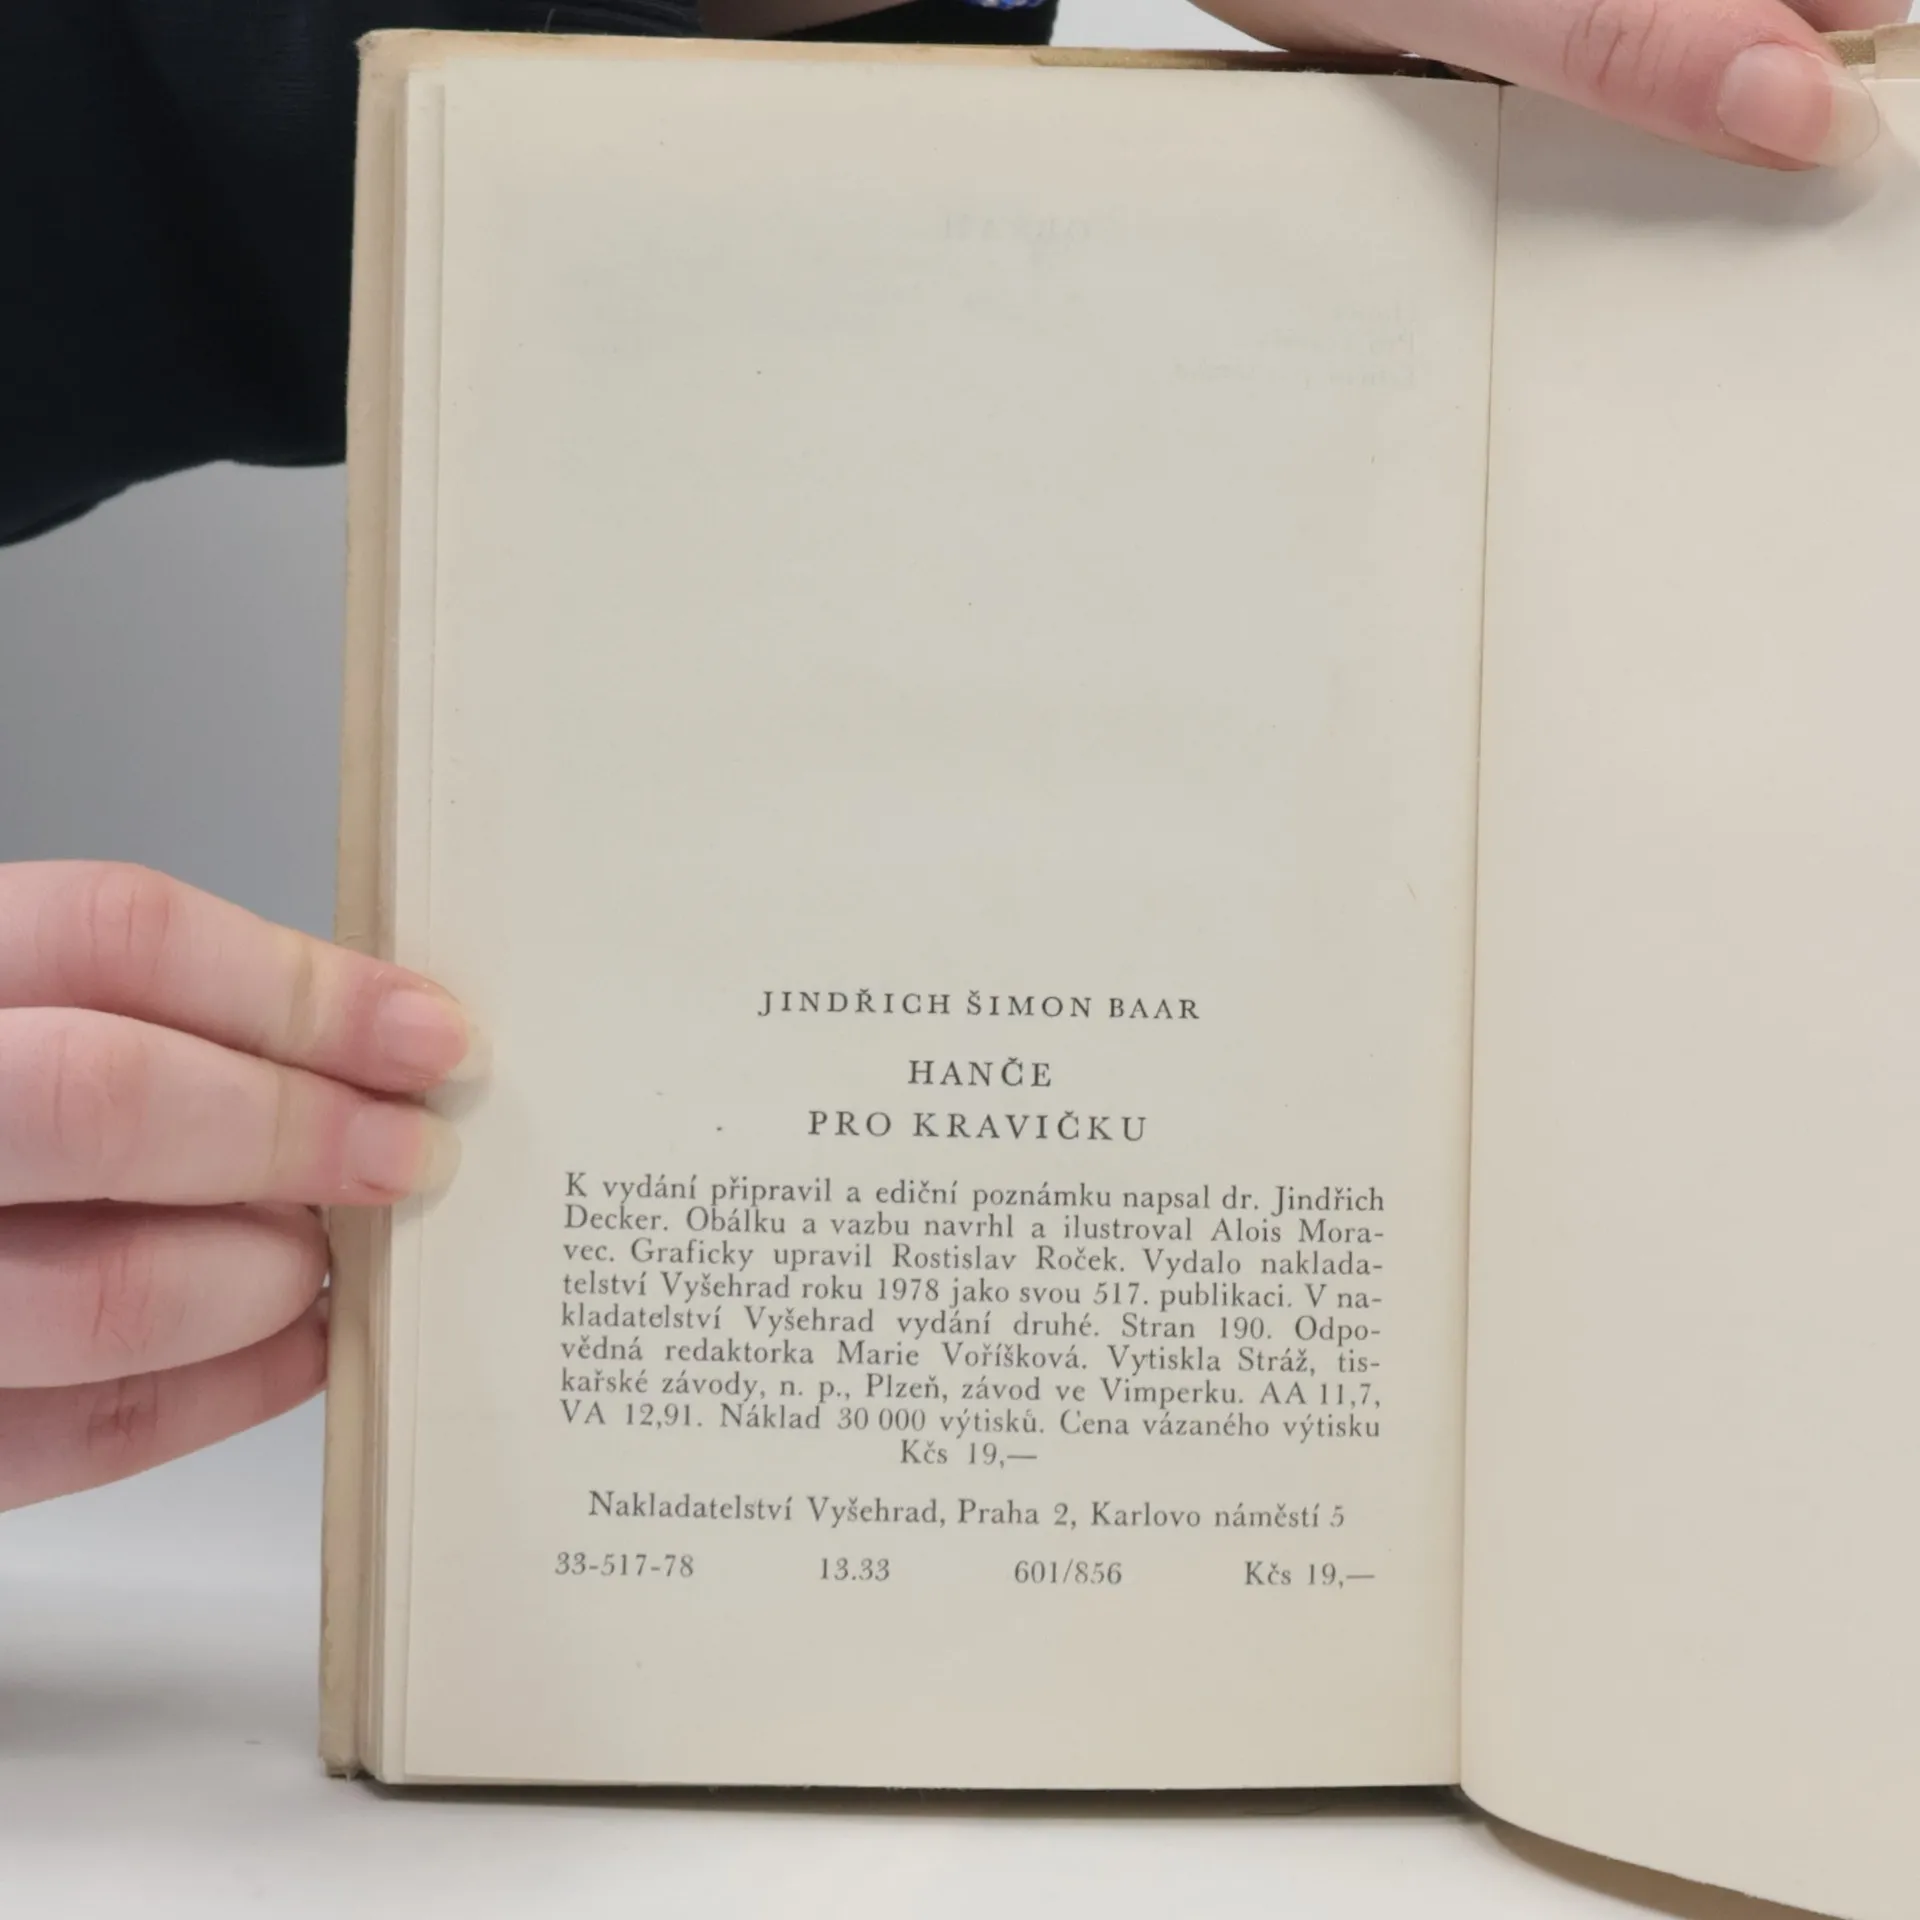 JINDŘICH ŠIMON BAAR
HANČE
PRO KRAVIČKU
K vydání připravil a ediční poznámku napsal dr. Jindřich
Decker. Obálku a vazbu navrhl a ilustroval Alois Mora-
vec. Graficky upravil Rostislav Roček. Vydalo naklada-
telství Vyšehrad roku 1978 jako svou 517. publikaci. V na-
kladatelství Vyšehrad vydání druhé. Stran 190. Odpo-
vědná redaktorka Marie Voříšková. Vytiskla Stráž, tis-
kařské závody, n. p., Plzeň, závod ve Vimperku. AA 11,7,
VA 12,91. Náklad 30 000 výtisků. Cena vázaného výtisku
Kčs 19,—
Nakladatelství Vyšehrad, Praha 2, Karlovo náměstí 5
33-517-78 13.33 601/856 Kčs 19,—